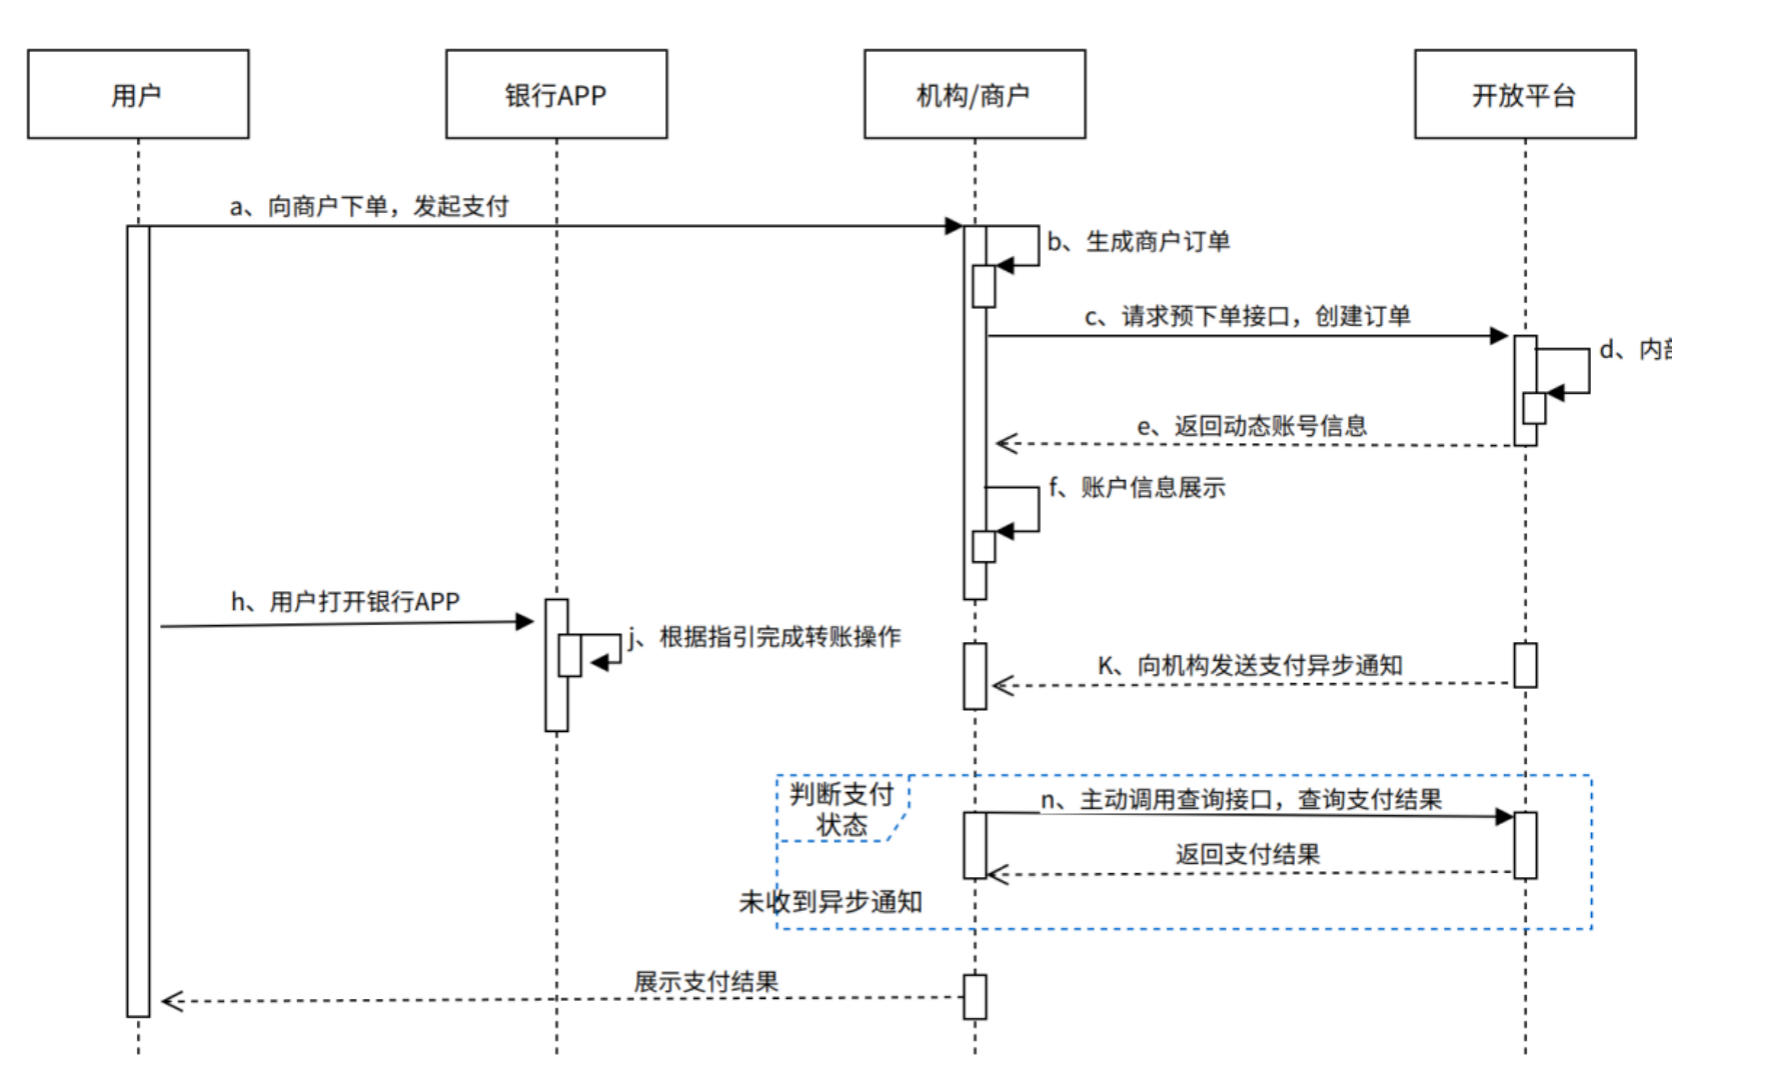 用户
银行APP
机构/商户
开放平台
a、向商户下单，发起支付
b、生成商户订单
c、请求预下单接口，创建订单
d、内
e、返回动态账号信息
f、账户信息展示
h、用户打开银行APP
j、根据指引完成转账操作
K、向机构发送支付异步通知
判断支付
状态
n、主动调用查询接口，查询支付结果
返回支付结果
未收到异步通知
展示支付结果